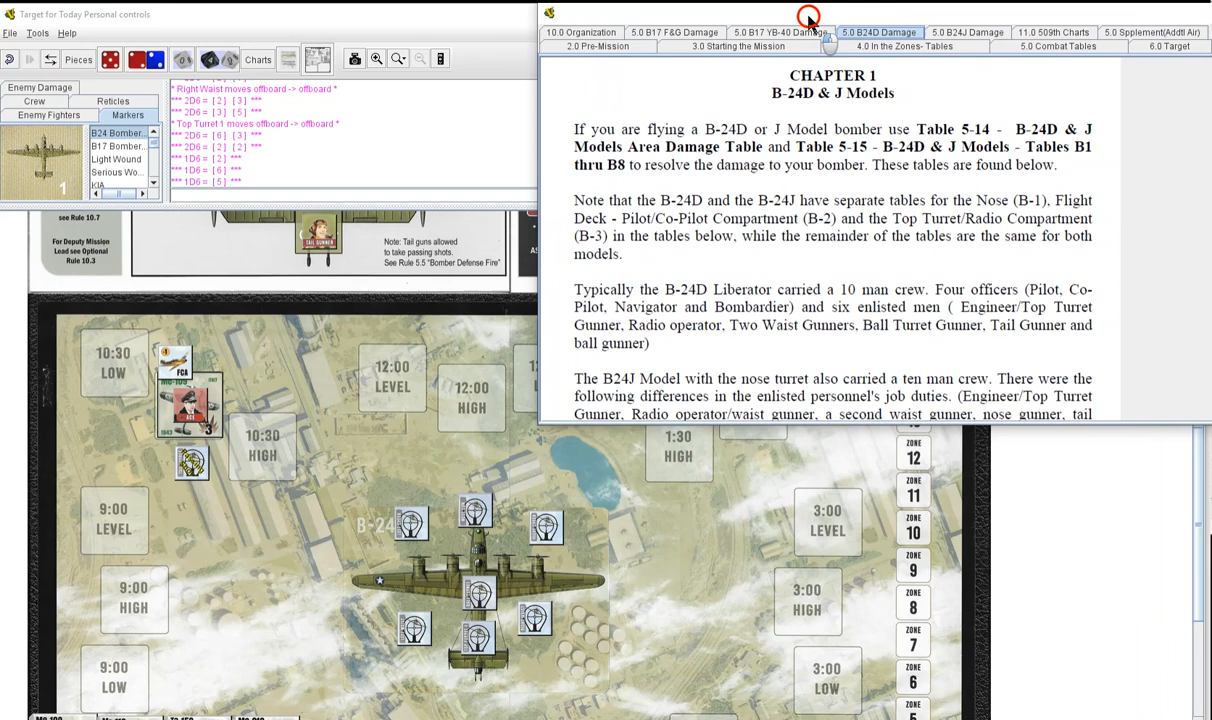 Target for Today Personal controls
File Tools Help
Pieces
Charts
Enemy Damage
Crew Reticles
Enemy Fighters Markers
B24 Bomber...
B17 Bomber...
Light Wound
Serious Wo...
KIA
1
* Right Waist moves offboard -> offboard *
*** 2D6 = [2] [3] ***
*** 2D6 = [3] [5] ***
* Top Turret 1 moves offboard -> offboard *
*** 2D6 = [6] [3] ***
*** 2D6 = [2] [2] ***
*** 1D6 = [2] ***
*** 1D6 = [6] ***
*** 1D6 = [5] ***
10.0 Organization 5.0 B17 F&G Damage 5.0 B17 YB-40 Damage 5.0 B24D Damage 5.0 B24J Damage 11.0 509th Charts 5.0 Spplement(Addtl Air)
2.0 Pre-Mission 3.0 Starting the Mission 4.0 In the Zones- Tables 5.0 Combat Tables 6.0 Target
CHAPTER 1
B-24D & J Models
If you are flying a B-24D or J Model bomber use Table 5-14 - B-24D & J
Models Area Damage Table and Table 5-15 - B-24D & J Models - Tables B1
thru B8 to resolve the damage to your bomber. These tables are found below.
Note that the B-24D and the B-24J have separate tables for the Nose (B-1), Flight
Deck - Pilot/Co-Pilot Compartment (B-2) and the Top Turret/Radio Compartment
(B-3) in the tables below, while the remainder of the tables are the same for both
models.
Typically the B-24D Liberator carried a 10 man crew. Four officers (Pilot, Co-
Pilot, Navigator and Bombardier) and six enlisted men ( Engineer/Top Turret
Gunner, Radio operator, Two Waist Gunners, Ball Turret Gunner, Tail Gunner and
ball gunner)
The B24J Model with the nose turret also carried a ten man crew. There were the
following differences in the enlisted personnel's job duties. (Engineer/Top Turret
Gunner, Radio operator/waist gunner, a second waist gunner, nose gunner, tail
see Rule 10.7
For Deputy Mission
Lead see Optional
Rule 10.3
TAIL GUNNER
Note: Tail guns allowed
to take passing shots.
See Rule 5.5 "Bomber Defense Fire"
10:30
LOW
FCA
ACE
3
10:30
HIGH
12:00
LEVEL
12:00
HIGH
1:30
HIGH
9:00
LEVEL
9:00
HIGH
9:00
LOW
B-24
3:00
LEVEL
3:00
HIGH
3:00
LOW
ZONE
12
ZONE
11
ZONE
10
ZONE
9
ZONE
8
ZONE
7
ZONE
6
ZONE